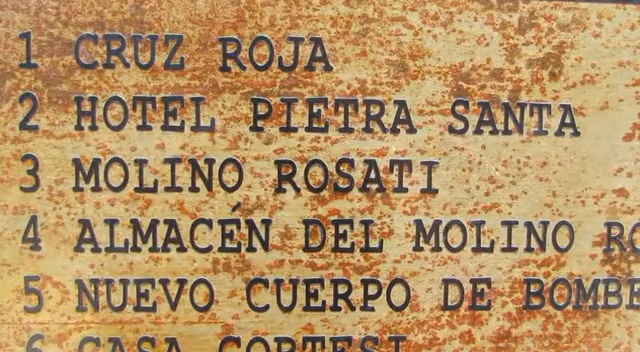 1 CRUZ ROJA
2 HOTEL PIETRA SANTA
3 MOLINO ROSATI
4 ALMACÉN DEL MOLINO
5 NUEVO CUERPO DE
6 CASA CORTESI